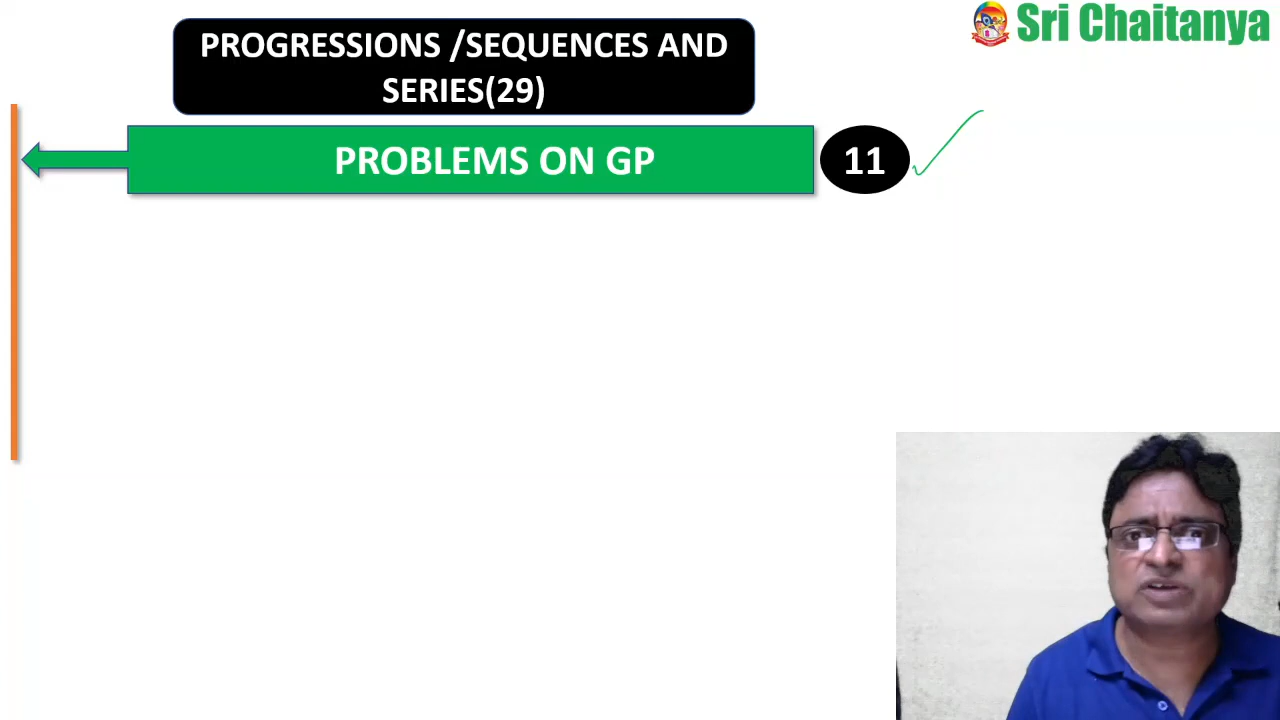 Sri Chaitanya
PROGRESSIONS /SEQUENCES AND
SERIES(29)
PROBLEMS ON GP
11